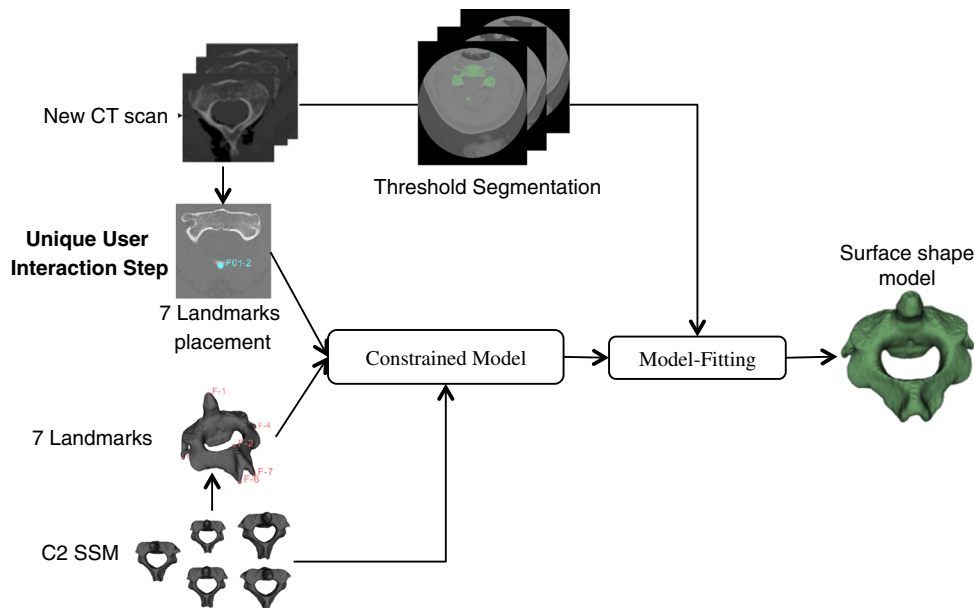 New CT scan
Threshold Segmentation
Unique User
Interaction Step
F01-2
7 Landmarks
placement
Surface shape
model
Constrained Model
Model-Fitting
7 Landmarks
F-1
F-4
F-2
F-7
F-6
C2 SSM